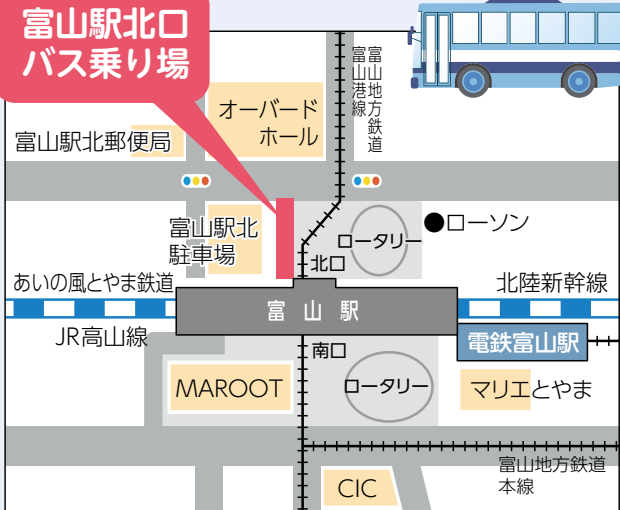 富山駅北口
バス乗り場
富山地方鉄道
富山港線
オーバード
ホール
富山駅北郵便局
富山駅北
駐車場
ロータリー
●ローソン
北口
あいの風とやま鉄道
北陸新幹線
富山駅
JR高山線
電鉄富山駅
南口
MAROOT
ロータリー
マリエとやま
富山地方鉄道
本線
CIC